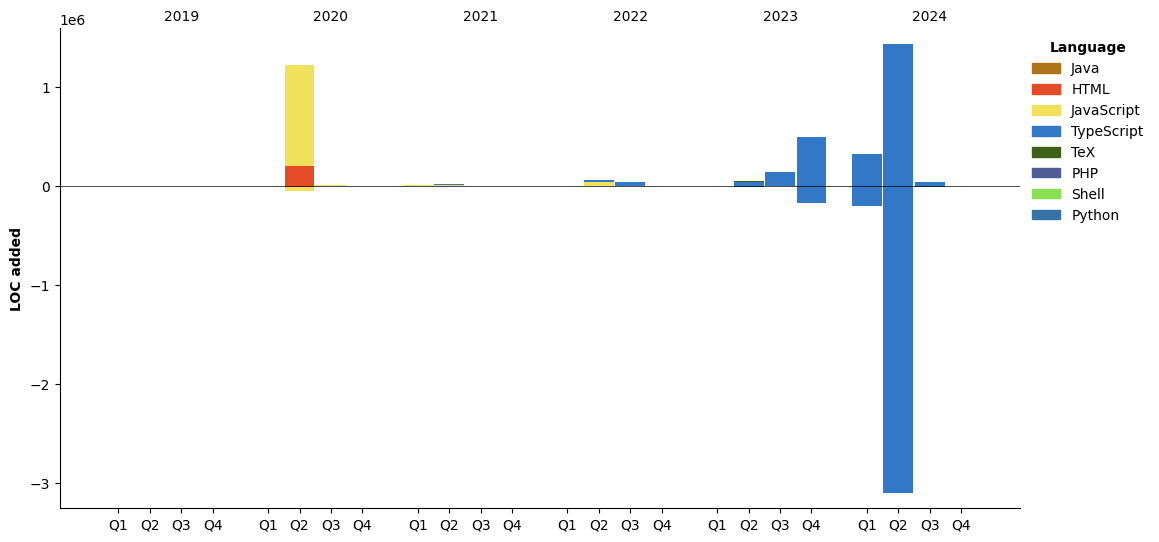 1e6
2019 2020 2021 2022 2023 2024
Language
Java
HTML
JavaScript
TypeScript
TeX
PHP
Shell
Python
LOC added
1
0
−1
−2
−3
Q1 Q2 Q3 Q4 Q1 Q2 Q3 Q4 Q1 Q2 Q3 Q4 Q1 Q2 Q3 Q4 Q1 Q2 Q3 Q4 Q1 Q2 Q3 Q4